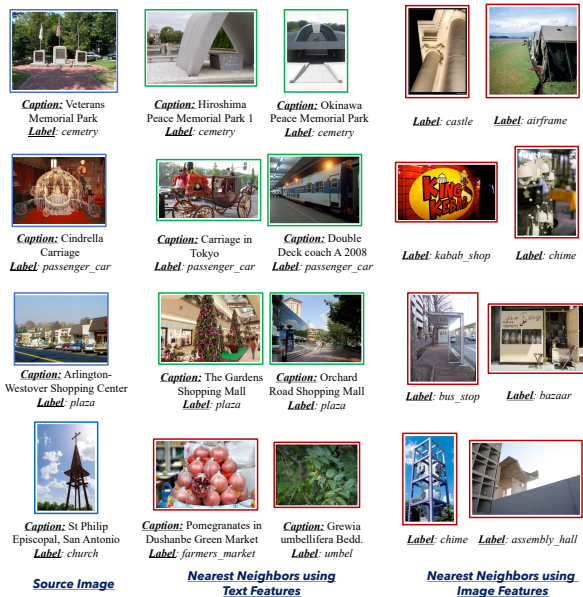 Caption: Veterans
Memorial Park
Label: cemetry
Caption: Hiroshima
Peace Memorial Park 1
Label: cemetry
Caption: Okinawa
Peace Memorial Park
Label: cemetry
Label: castle
Label: airframe
KING
KEBAB
Caption: Cindrella
Carriage
Label: passenger_car
Caption: Carriage in
Tokyo
Label: passenger_car
Caption: Double
Deck coach A 2008
Label: passenger_car
Label: kabab_shop
Label: chime
Caption: Arlington-
Westover Shopping Center
Label: plaza
Caption: The Gardens
Shopping Mall
Label: plaza
Caption: Orchard
Road Shopping Mall
Label: plaza
Label: bus_stop
Label: bazaar
Caption: St Philip
Episcopal, San Antonio
Label: church
Caption: Pomegranates in
Dushanbe Green Market
Label: farmers_market
Caption: Grewia
umbellifera Bedd.
Label: umbel
Label: chime
Label: assembly_hall
Source Image
Nearest Neighbors using
Text Features
Nearest Neighbors using
Image Features